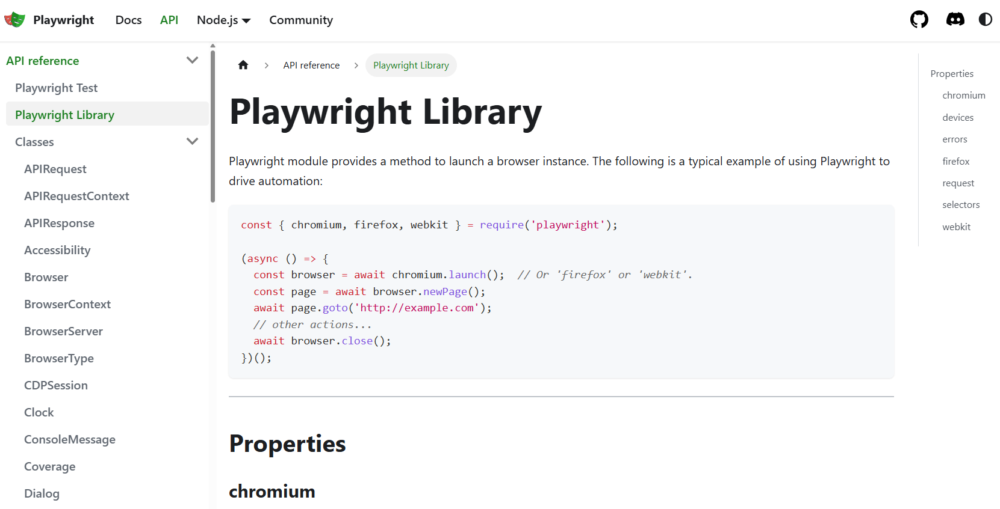 Playwright
Docs
API
Node.js
Community
API reference
Playwright Test
Playwright Library
Classes
APIRequest
APIRequestContext
APIResponse
Accessibility
Browser
BrowserContext
BrowserServer
BrowserType
CDPSession
Clock
ConsoleMessage
Coverage
Dialog
API reference
Playwright Library
Playwright Library
Playwright module provides a method to launch a browser instance. The following is a typical example of using Playwright to
drive automation:
const { chromium, firefox, webkit } = require('playwright');
(async () => {
  const browser = await chromium.launch();  // Or 'firefox' or 'webkit'.
  const page = await browser.newPage();
  await page.goto('http://example.com');
  // other actions...
  await browser.close();
})();
Properties
chromium
Properties
chromium
devices
errors
firefox
request
selectors
webkit